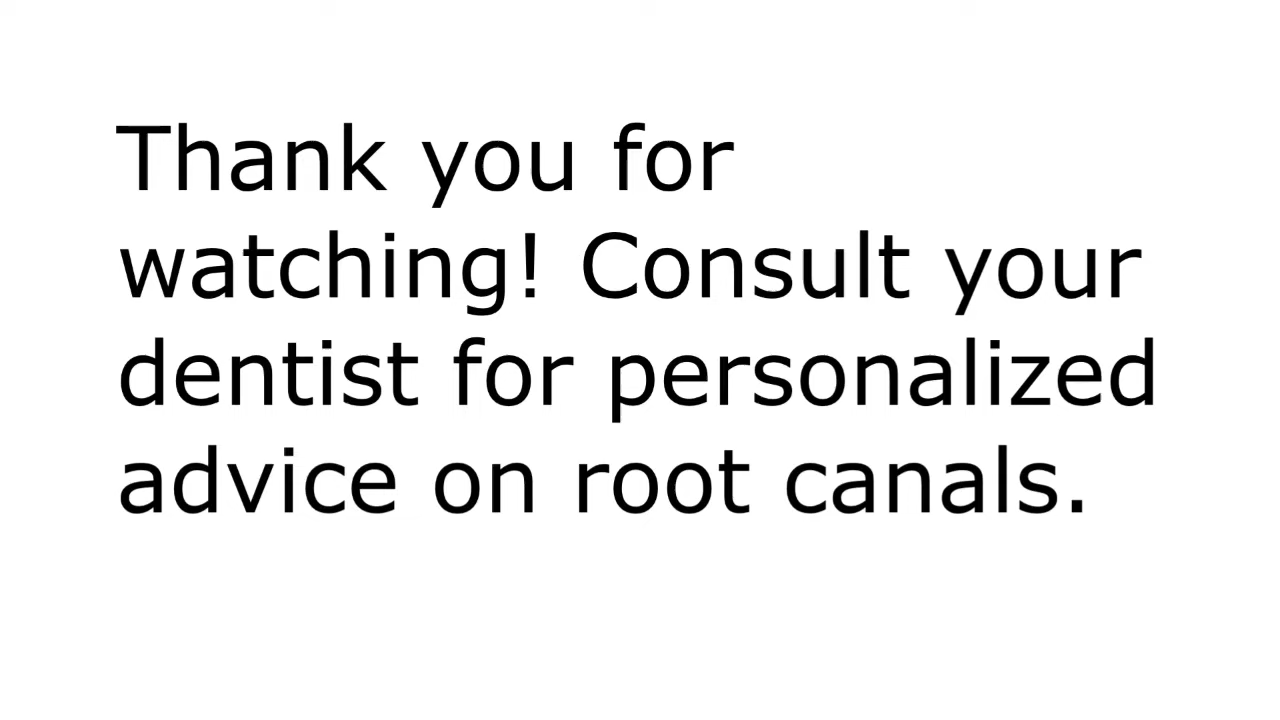 Thank you for
watching! Consult your
dentist for personalized
advice on root canals.